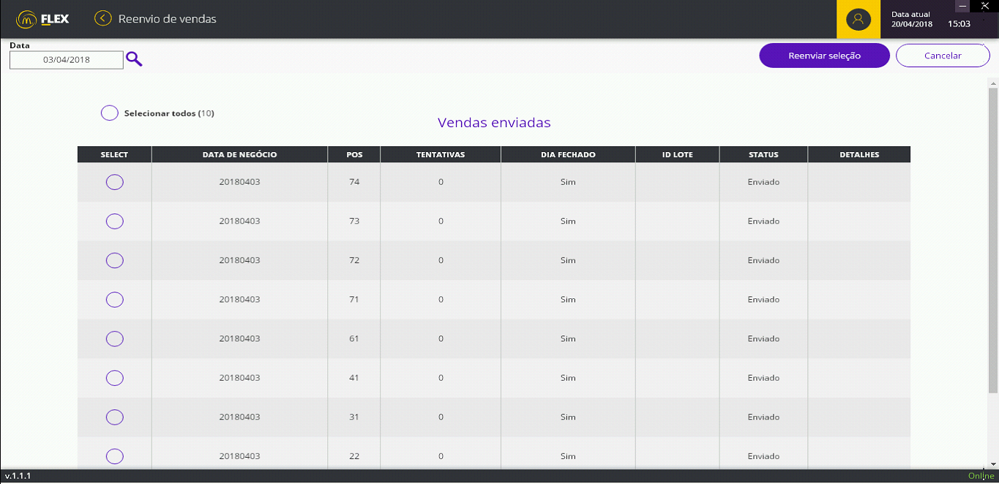 FLEX
Reenvio de vendas
Data atual
20/04/2018
15:03
Data
03/04/2018
Reenviar seleção
Cancelar
Selecionar todos (10)
Vendas enviadas
SELECT DATA DE NEGÓCIO POS TENTATIVAS DIA FECHADO ID LOTE STATUS DETALHES
20180403 74 0 Sim Enviado
20180403 73 0 Sim Enviado
20180403 72 0 Sim Enviado
20180403 71 0 Sim Enviado
20180403 61 0 Sim Enviado
20180403 41 0 Sim Enviado
20180403 31 0 Sim Enviado
20180403 22 0 Sim Enviado
v.1.1.1
Online